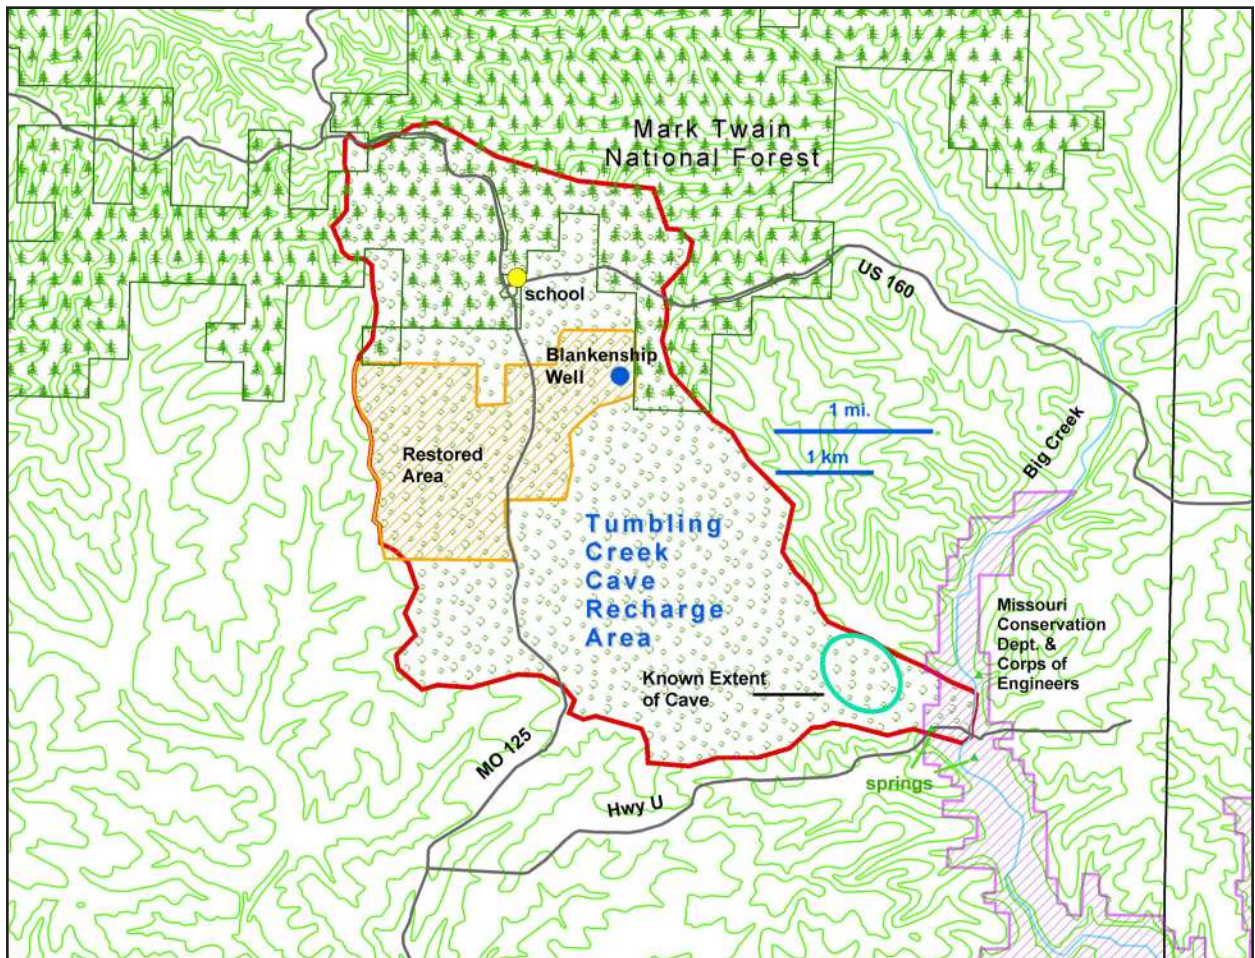 Mark Twain
National Forest
US 160
school
Blankenship
Well
1 mi.
1 km
Big Creek
Restored
Area
Tumbling
Creek
Cave
Recharge
Area
Missouri
Conservation
Dept. &
Corps of
Engineers
Known Extent
of Cave
MO 125
springs
Hwy U